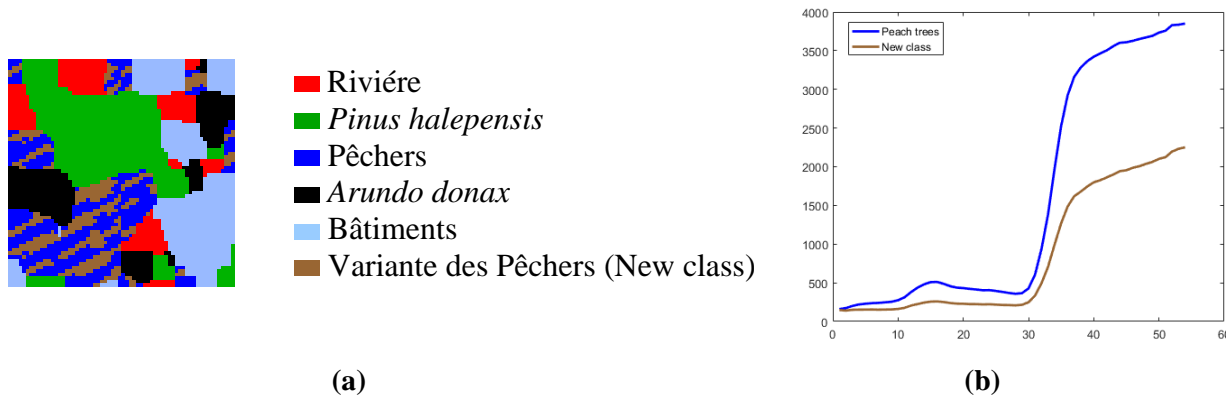 Riviére
Pinus halepensis
Pêchers
Arundo donax
Bâtiments
Variante des Pêchers (New class)
(a)
4000
3500
3000
2500
2000
1500
1000
500
0
0 10 20 30 40 50 60
Peach trees
New class
(b)